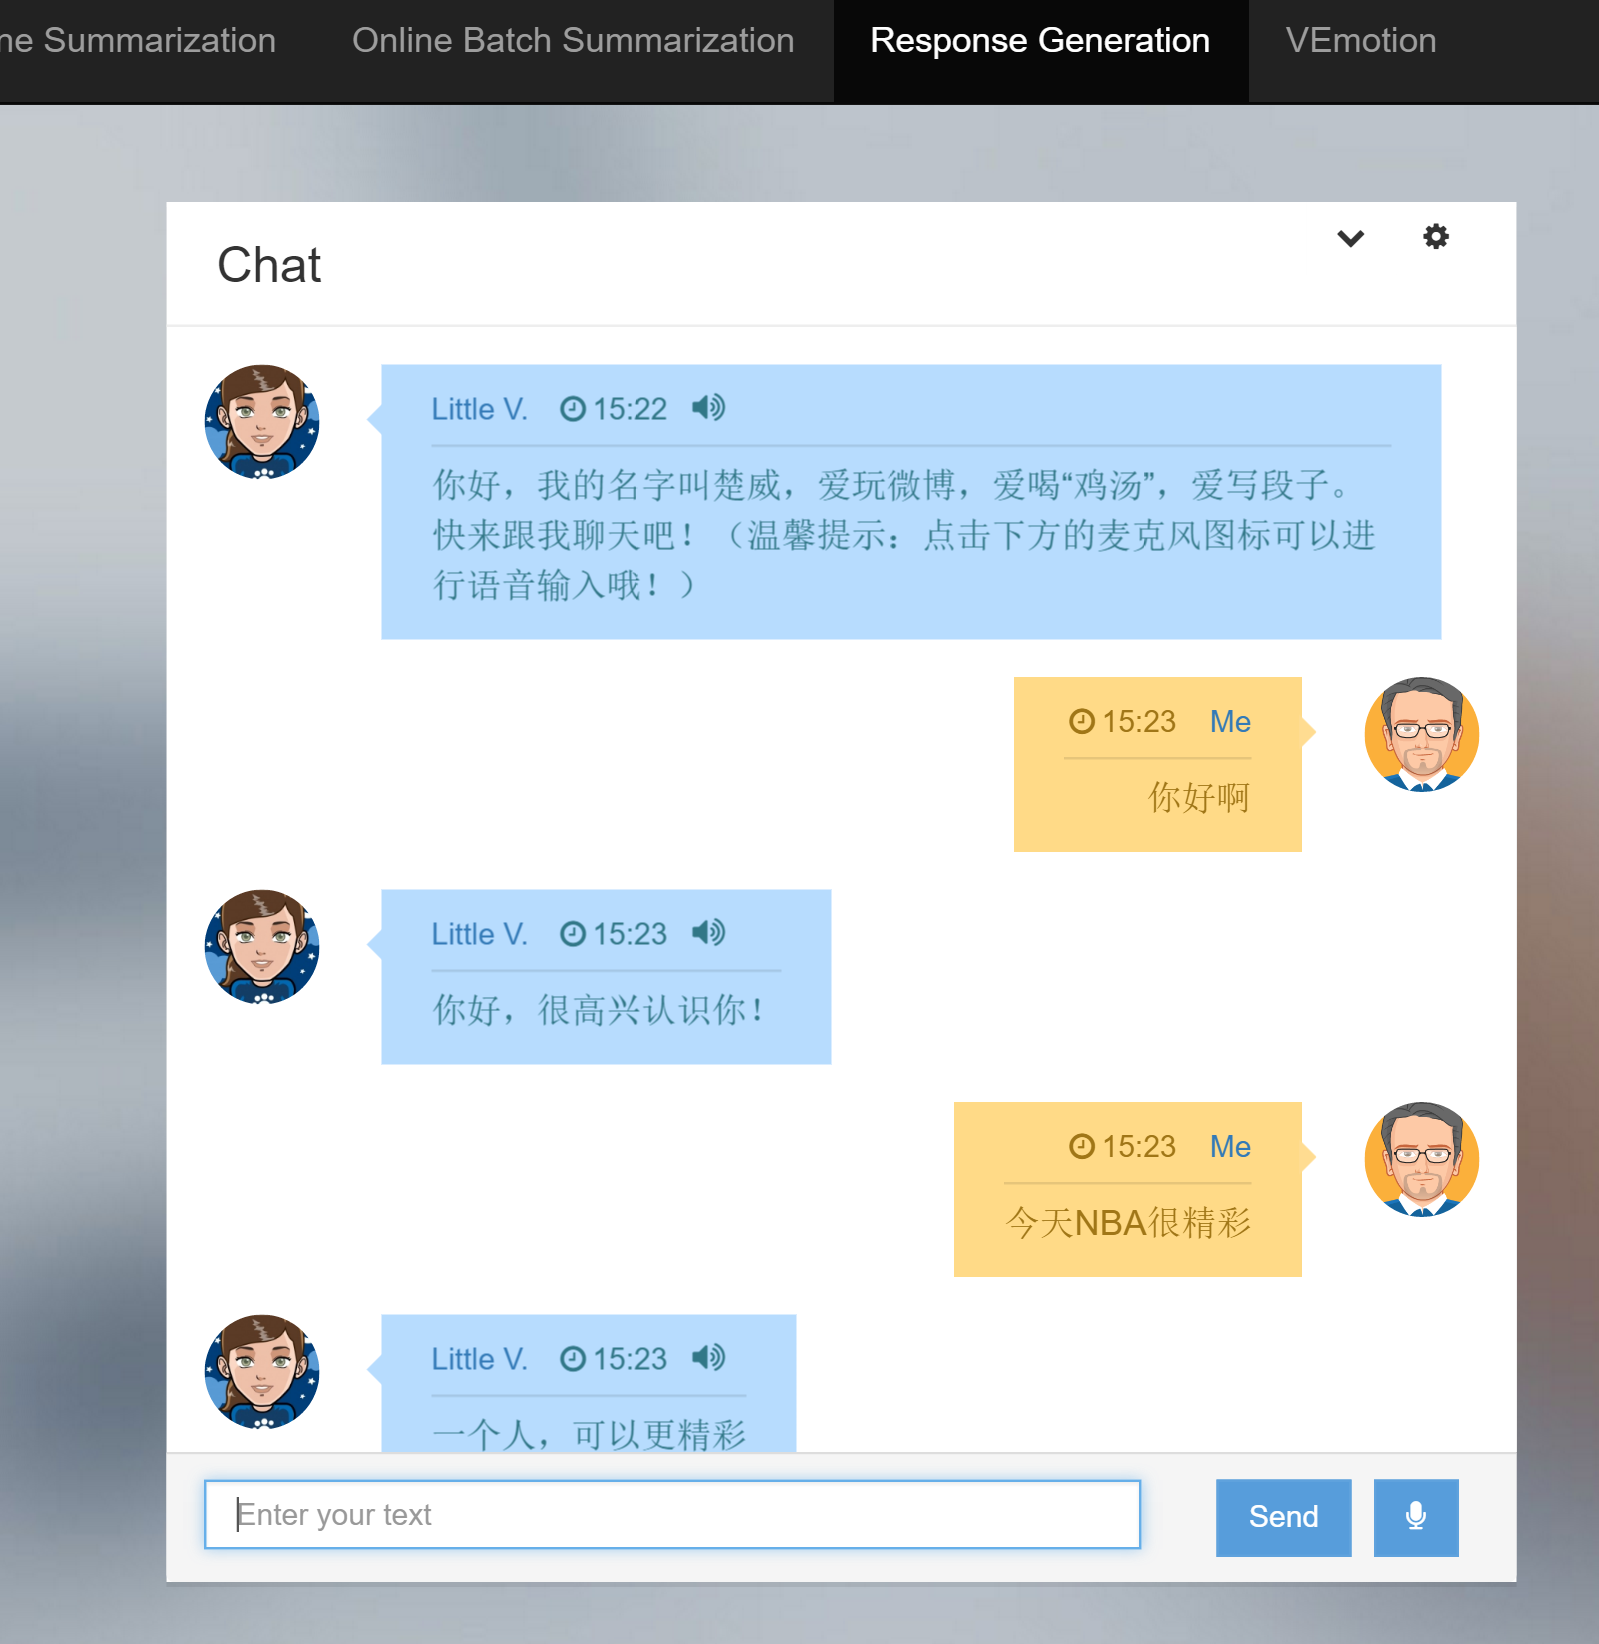 ne Summarization Online Batch Summarization Response Generation VEmotion
Chat
Little V. 15:22
你好，我的名字叫楚威，爱玩微博，爱喝“鸡汤”，爱写段子。
快来跟我聊天吧！（温馨提示：点击下方的麦克风图标可以进
行语音输入哦！）
15:23 Me
你好啊
Little V. 15:23
你好，很高兴认识你！
15:23 Me
今天NBA很精彩
Little V. 15:23
一个人，可以更精彩
Enter your text
Send